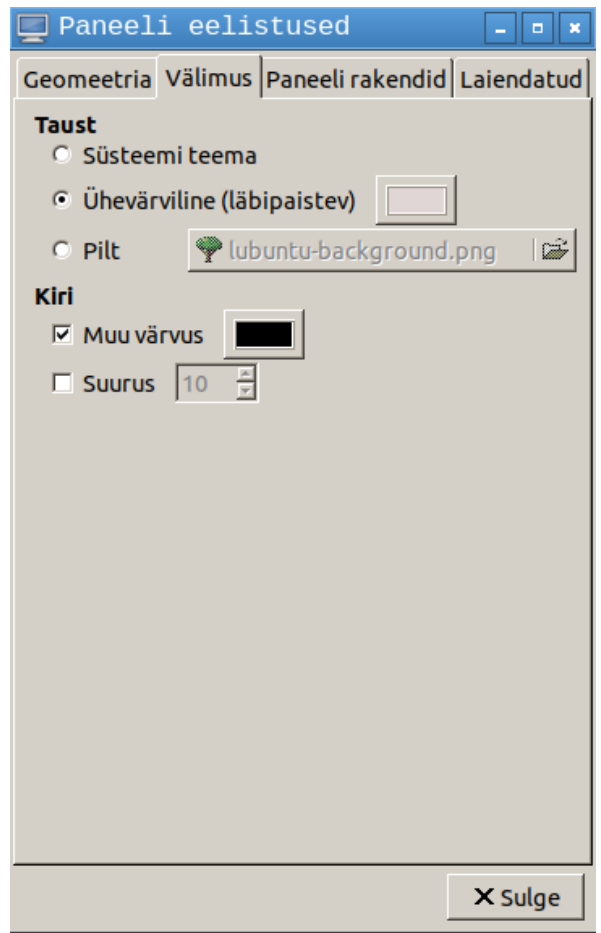 Paneeli eelistused
Geomeetria Välimus Paneeli rakendid Laiendatud
Taust
Süsteemi teema
Ühevärviline (läbipaistev)
Pilt lubuntu-background.png
Kiri
Muu värvus
Suurus 10
Sulge